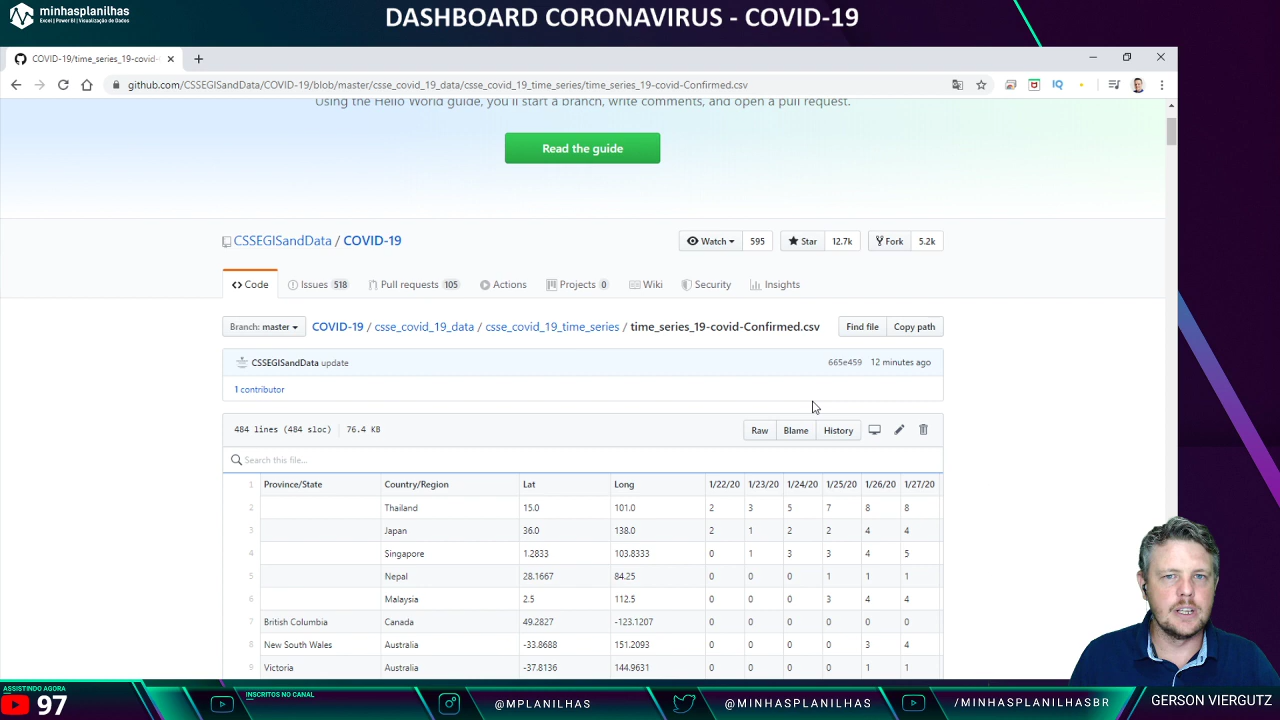 minhasplanilhas
Excel | Power BI | Visualização de Dados
DASHBOARD CORONAVIRUS - COVID-19
COVID-19/time_series_19-covid-
github.com/CSSEGISandData/COVID-19/blob/master/csse_covid_19_data/csse_covid_19_time_series/time_series_19-covid-Confirmed.csv
Using the Hello World guide, you'll start a branch, write comments, and open a pull request.
Read the guide
CSSEGISandData / COVID-19
Watch 595 Star 12.7k Fork 5.2k
Code Issues 518 Pull requests 105 Actions Projects 0 Wiki Security Insights
Branch: master COVID-19 / csse_covid_19_data / csse_covid_19_time_series / time_series_19-covid-Confirmed.csv Find file Copy path
CSSEGISandData update 665e459 12 minutes ago
1 contributor
484 lines (484 sloc) 76.4 KB Raw Blame History
Search this file...
1 Province/State Country/Region Lat Long 1/22/20 1/23/20 1/24/20 1/25/20 1/26/20 1/27/20
2 Thailand 15.0 101.0 2 3 5 7 8 8
3 Japan 36.0 138.0 2 1 2 2 4 4
4 Singapore 1.2833 103.8333 0 1 3 3 4 5
5 Nepal 28.1667 84.25 0 0 0 1 1 1
6 Malaysia 2.5 112.5 0 0 0 3 4 4
7 British Columbia Canada 49.2827 -123.1207 0 0 0 0 0 0
8 New South Wales Australia -33.8688 151.2093 0 0 0 0 3 4
9 Victoria Australia -37.8136 144.9631 0 0 0 0 1 1
ASSISTINDO AGORA
97
INSCRITOS NO CANAL
@MPLANILHAS
@MINHASPLANILHAS
/MINHASPLANILHASBR
GERSON VIERGUTZ